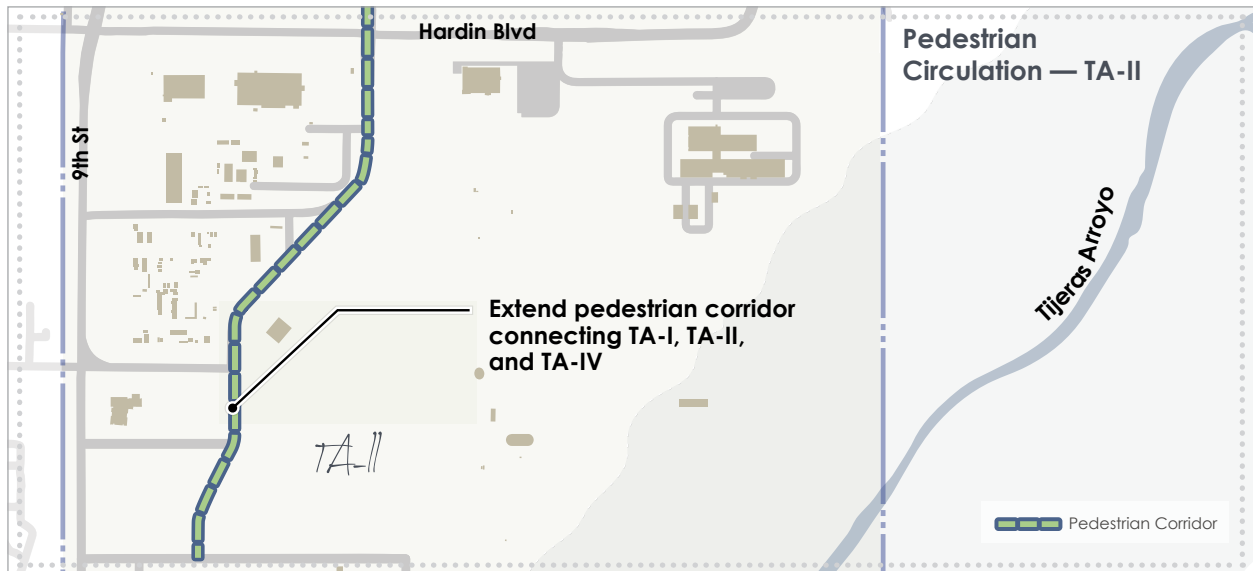 Hardin Blvd
Pedestrian
Circulation — TA-II
9th St
Tijeras Arroyo
Extend pedestrian corridor
connecting TA-I, TA-II,
and TA-IV
TA-II
Pedestrian Corridor